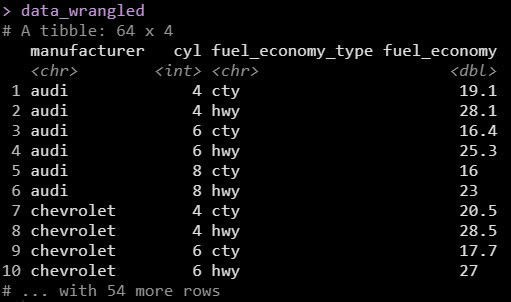 > data_wrangled
# A tibble: 64 x 4
   manufacturer   cyl fuel_economy_type fuel_economy
   <chr>        <int> <chr>                    <dbl>
 1 audi             4 cty                       19.1
 2 audi             4 hwy                       28.1
 3 audi             6 cty                       16.4
 4 audi             6 hwy                       25.3
 5 audi             8 cty                       16
 6 audi             8 hwy                       23
 7 chevrolet        4 cty                       20.5
 8 chevrolet        4 hwy                       28.5
 9 chevrolet        6 cty                       17.7
10 chevrolet        6 hwy                       27
# ... with 54 more rows